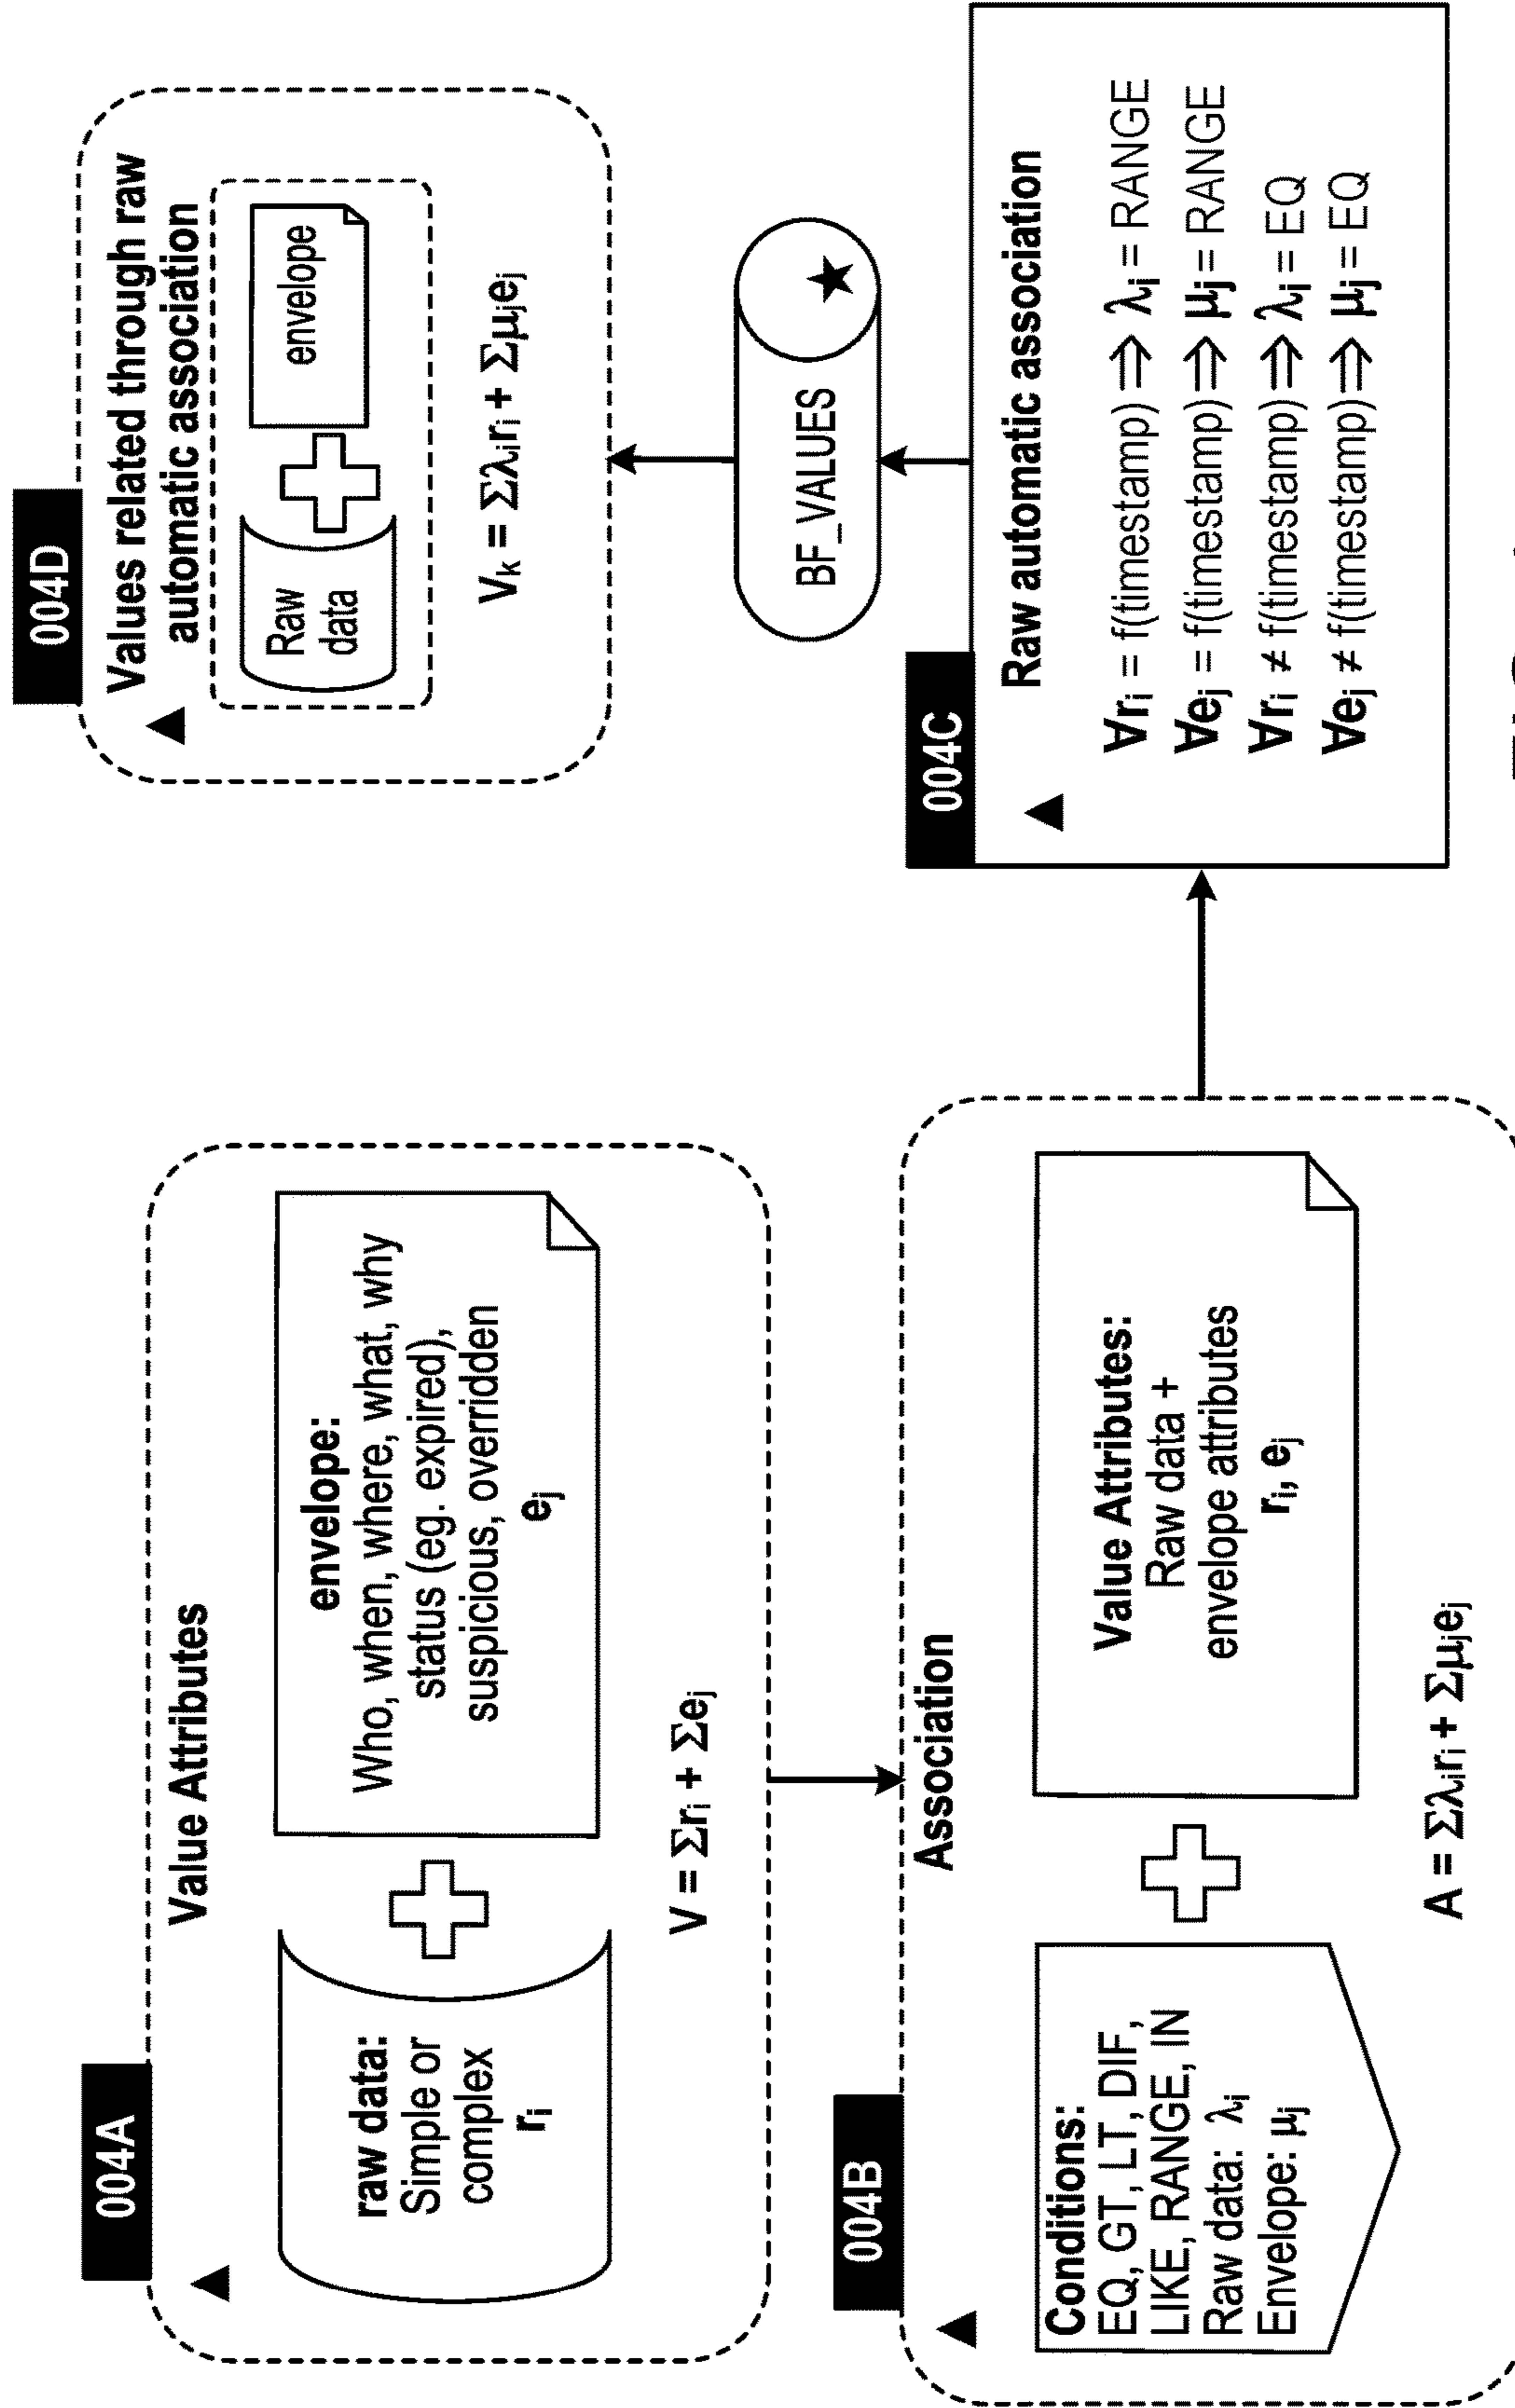 004A
Value Attributes
raw data:
Simple or
complex
rᵢ
envelope:
Who, when, where, what, why
status (eg. expired),
suspicious, overridden
eⱼ
V = Σrᵢ + Σeⱼ
004B
Association
Conditions:
EQ, GT, LT, DIF,
LIKE, RANGE, IN
Raw data: λᵢ
Envelope: μⱼ
Value Attributes:
Raw data +
envelope attributes
rᵢ, eⱼ
A = Σλᵢrᵢ + Σμⱼeⱼ
004C
Raw automatic association
∀rᵢ = f(timestamp) ⇒ λᵢ = RANGE
∀eⱼ = f(timestamp) ⇒ μⱼ = RANGE
∀rᵢ ≠ f(timestamp) ⇒ λᵢ = EQ
∀eⱼ ≠ f(timestamp) ⇒ μⱼ = EQ
BF_VALUES
004D
Values related through raw
automatic association
Raw
data
envelope
Vₖ = Σλᵢrᵢ + Σμⱼeⱼ